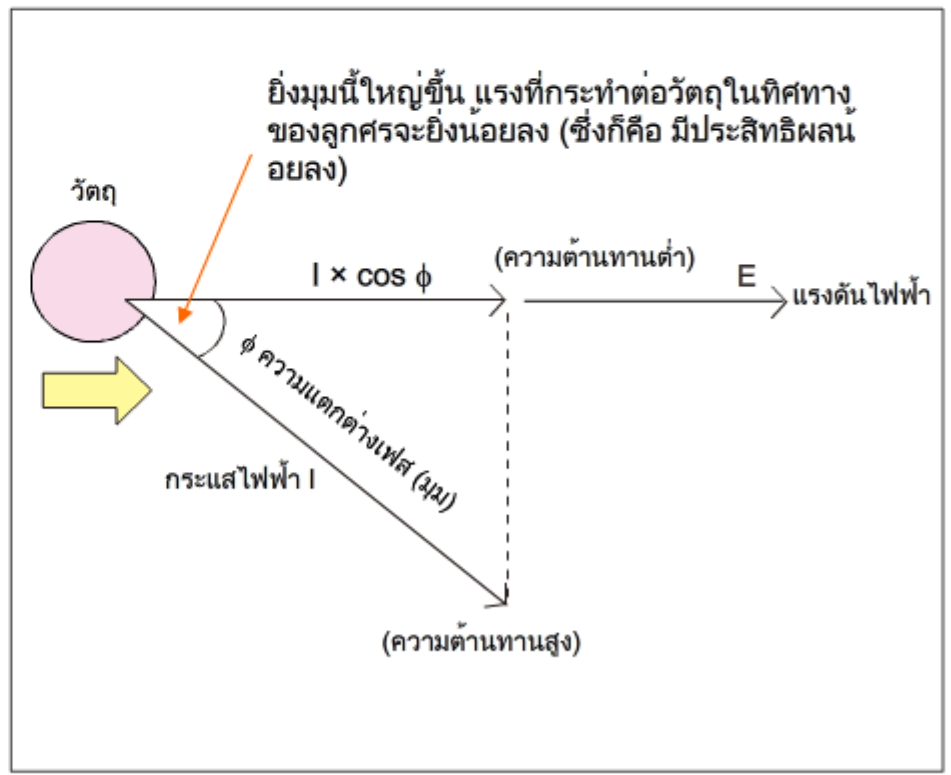 ยิ่งมุมนี้ใหญ่ขึ้น แรงที่กระทำต่อวัตถุในทิศทาง
ของลูกศรจะยิ่งน้อยลง (ซึ่งก็คือ มีประสิทธิผลน้
อยลง)
วัตถุ
I × cos ϕ
(ความต้านทานต่ำ)
E
แรงดันไฟฟ้า
ϕ ความแตกต่างเฟส (มุม)
กระแสไฟฟ้า I
(ความต้านทานสูง)